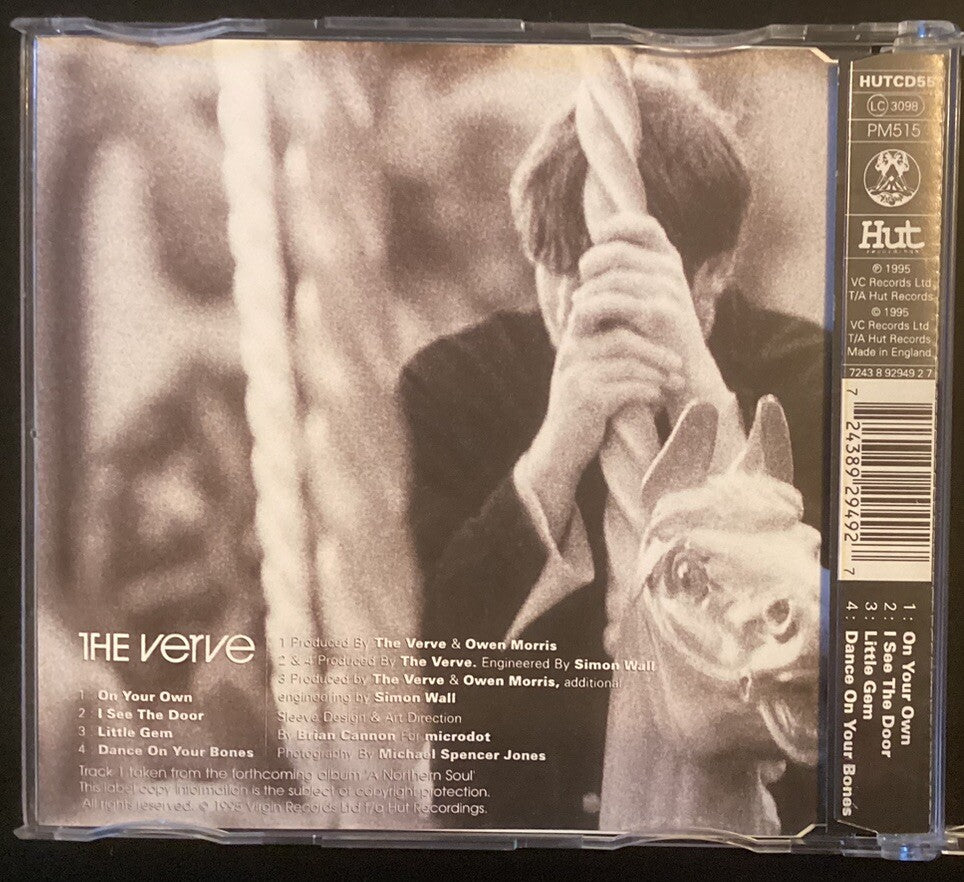 THE verve
1 On Your Own
2 I See The Door
3 Little Gem
4 Dance On Your Bones
1 Produced By The Verve & Owen Morris
2 & 4 Produced By The Verve. Engineered By Simon Wall
3 Produced by The Verve & Owen Morris, additional
engineering by Simon Wall
Sleeve Design & Art Direction
By Brian Cannon For microdot
Photography By Michael Spencer Jones
Track 1 taken from the forthcoming album 'A Northern Soul'
This label copy information is the subject of copyright protection.
All rights reserved. © 1995 Virgin Records Ltd T/a Hut Recordings.
HUTCD55
LC 3098
PM515
Hut
recordings
℗ 1995
VC Records Ltd
T/A Hut Records
© 1995
VC Records Ltd
T/A Hut Records
Made in England
7243 8 92949 2 7
7 24389 29492 7
1: On Your Own
2: I See The Door
3: Little Gem
4: Dance On Your Bones